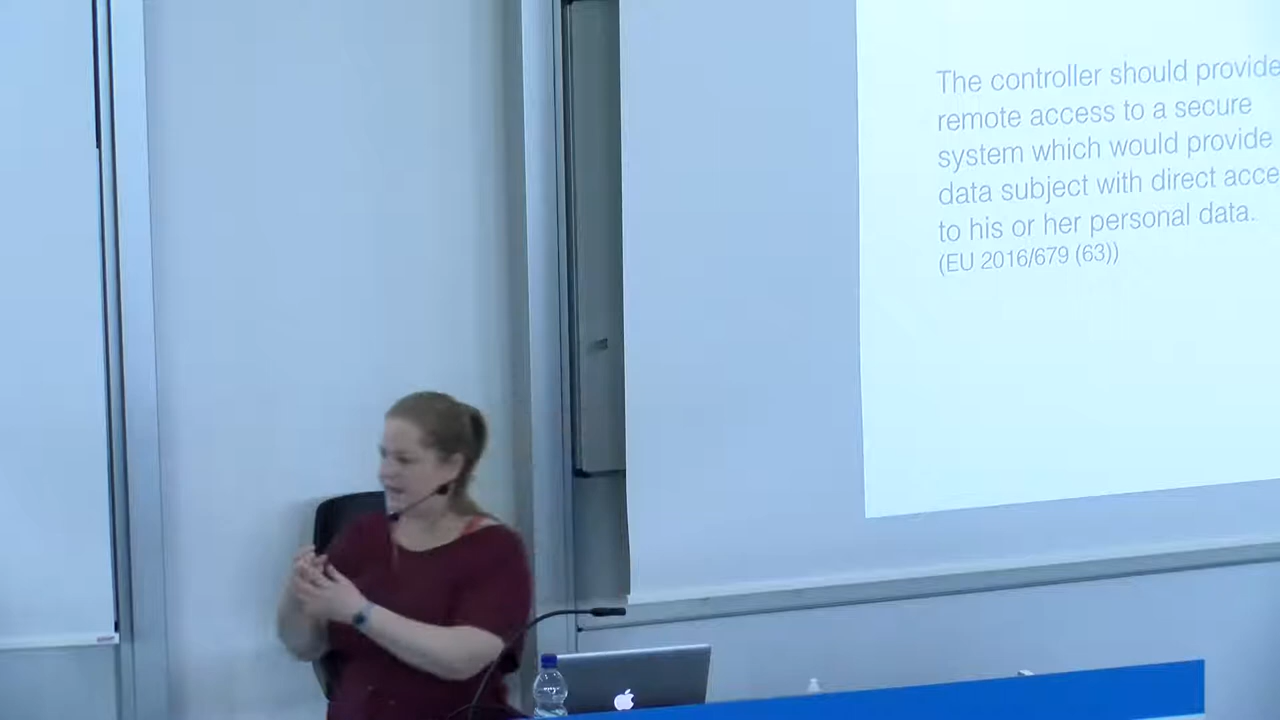 The controller should provide
remote access to a secure
system which would provide
data subject with direct acce
to his or her personal data.
(EU 2016/679 (63))